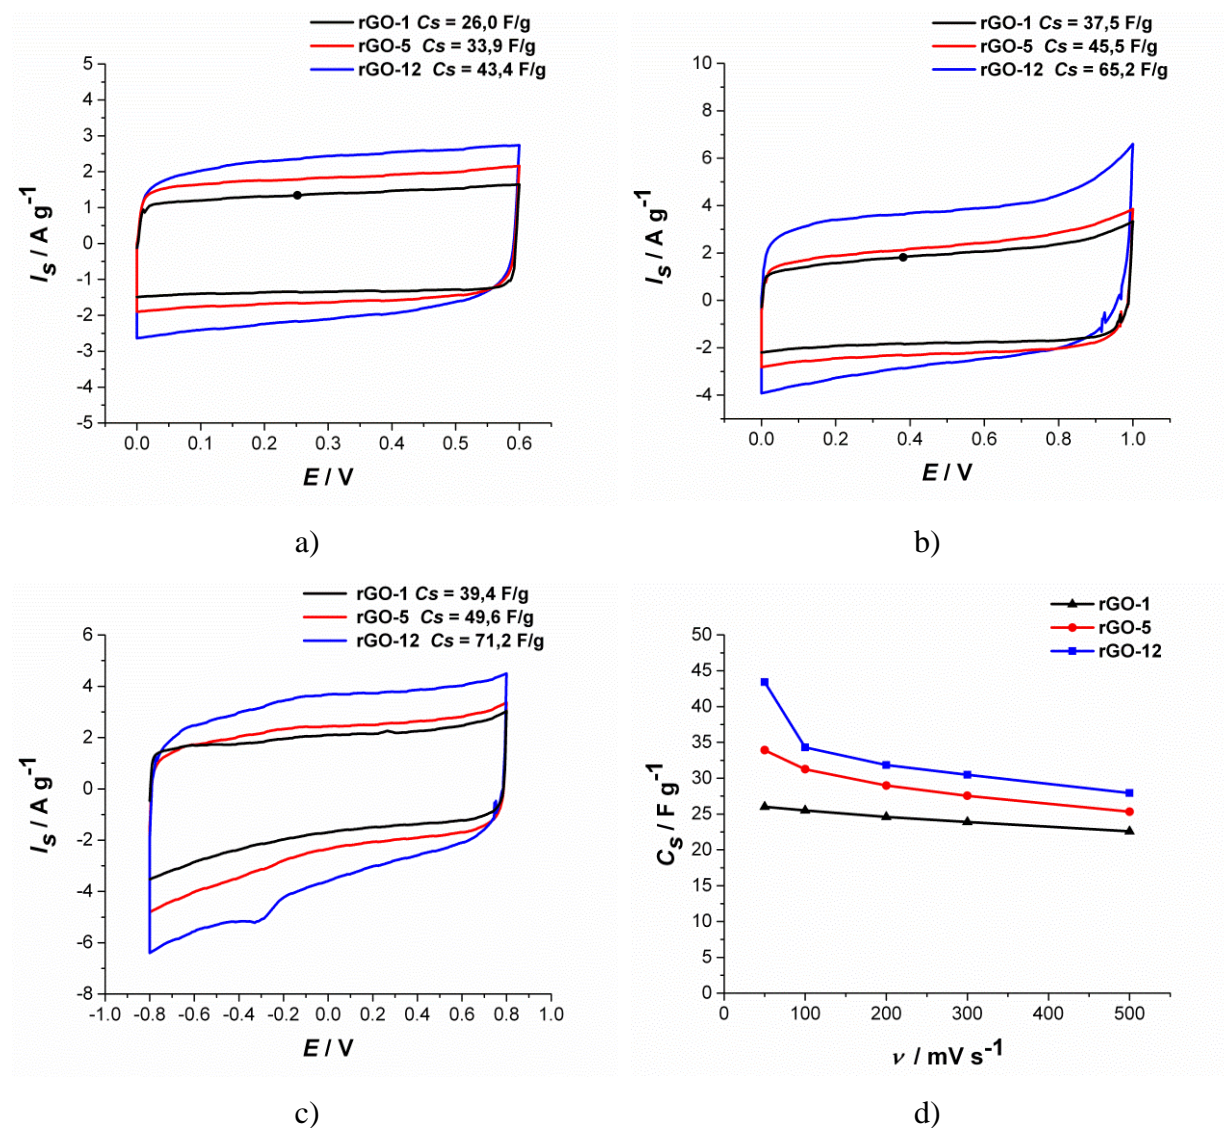 rGO-1 Cs = 26,0 F/g
rGO-5 Cs = 33,9 F/g
rGO-12 Cs = 43,4 F/g
5
4
3
2
1
0
-1
-2
-3
-4
-5
Is / A g-1
0.0 0.1 0.2 0.3 0.4 0.5 0.6
E / V
a)
rGO-1 Cs = 37,5 F/g
rGO-5 Cs = 45,5 F/g
rGO-12 Cs = 65,2 F/g
10
8
6
4
2
0
-2
-4
Is / A g-1
0.0 0.2 0.4 0.6 0.8 1.0
E / V
b)
rGO-1 Cs = 39,4 F/g
rGO-5 Cs = 49,6 F/g
rGO-12 Cs = 71,2 F/g
6
4
2
0
-2
-4
-6
-8
Is / A g-1
-1.0 -0.8 -0.6 -0.4 -0.2 0.0 0.2 0.4 0.6 0.8 1.0
E / V
c)
rGO-1
rGO-5
rGO-12
50
45
40
35
30
25
20
15
10
5
0
Cs / F g-1
0 100 200 300 400 500
ν / mV s-1
d)